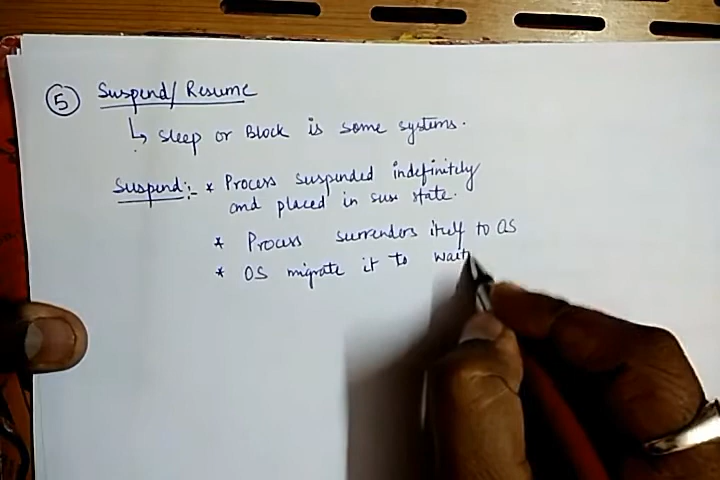 5 Suspend/Resume
↳ Sleep or Block is some systems.
Suspend:- * Process suspended indefinitely
and placed in sus state.
* Process surrenders itself to OS
* OS migrate it to wait